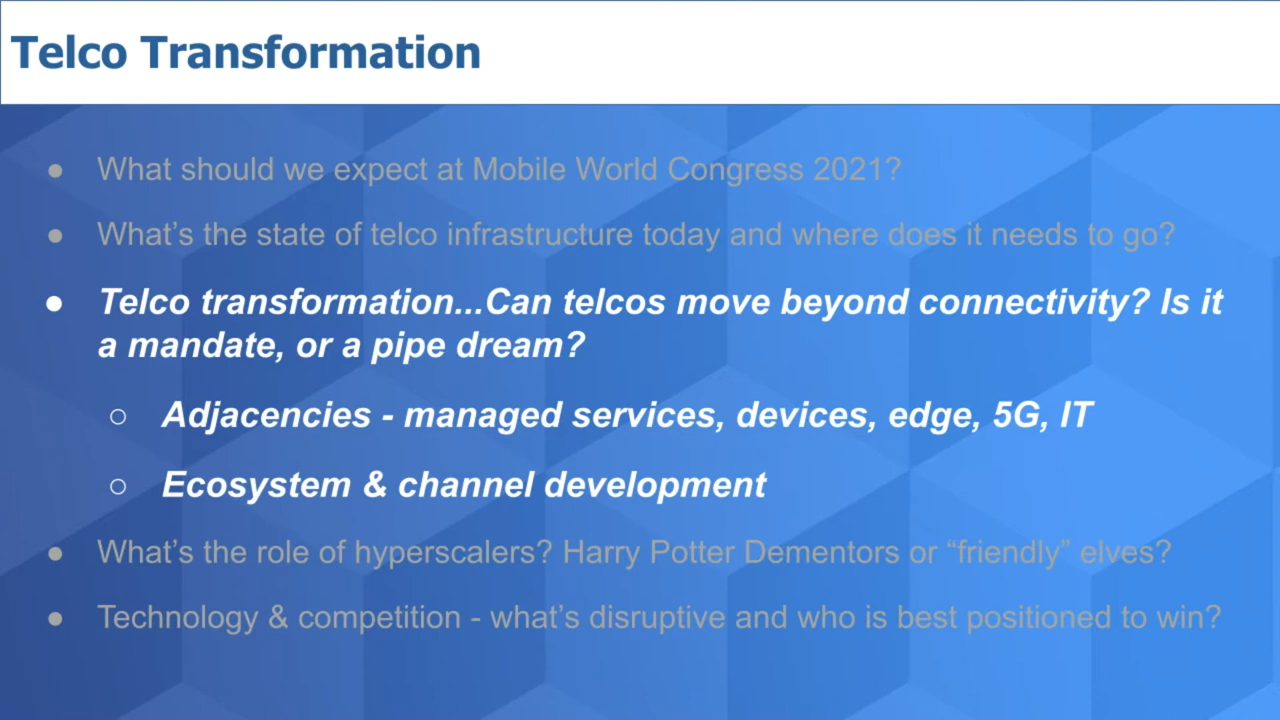 Telco Transformation
● What should we expect at Mobile World Congress 2021?
● What’s the state of telco infrastructure today and where does it needs to go?
● Telco transformation...Can telcos move beyond connectivity? Is it
a mandate, or a pipe dream?
○ Adjacencies - managed services, devices, edge, 5G, IT
○ Ecosystem & channel development
● What’s the role of hyperscalers? Harry Potter Dementors or “friendly” elves?
● Technology & competition - what’s disruptive and who is best positioned to win?